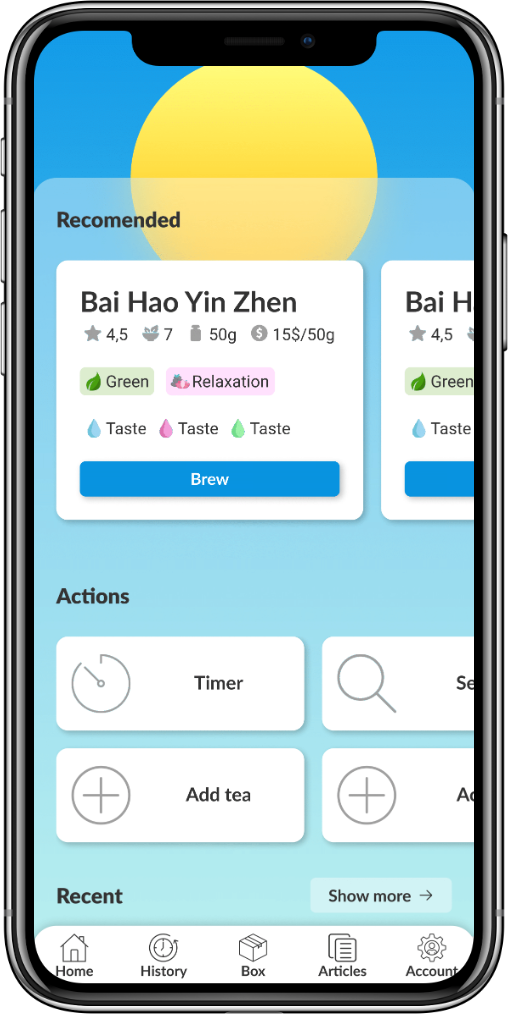 Recomended
Bai Hao Yin Zhen
4,5 7 50g 15$/50g
Green Relaxation
Taste Taste Taste
Brew
Bai H
4,5
Green
Taste
Actions
Timer
Se
Add tea
Ac
Recent
Show more →
Home History Box Articles Account